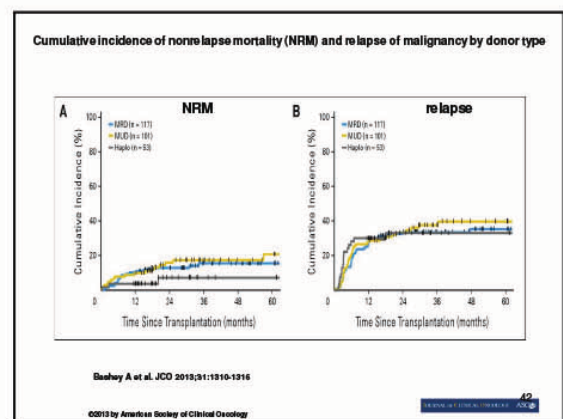 Cumulative incidence of nonrelapse mortality (NRM) and relapse of malignancy by donor type
A
NRM
100
80
60
40
20
0
12
24
36
48
60
Cumulative Incidence (%)
MRD (n = 117)
MUD (n = 101)
Haplo (n = 53)
Time Since Transplantation (months)
B
relapse
100
80
60
40
20
0
12
24
36
48
60
Cumulative Incidence (%)
MRD (n = 117)
MUD (n = 101)
Haplo (n = 53)
Time Since Transplantation (months)
Bashey A et al. JCO 2013;31:1310-1316
©2013 by American Society of Clinical Oncology
JOURNAL OF CLINICAL ONCOLOGY
42